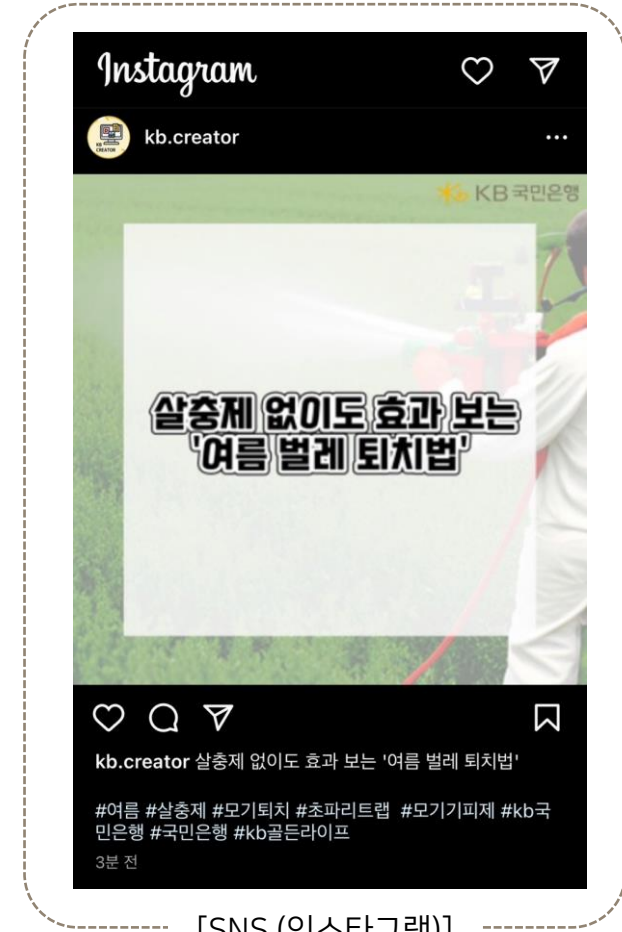 Instagram
KB
CREATOR
kb.creator
KB 국민은행
살충제 없이도 효과 보는
'여름 벌레 퇴치법'
kb.creator 살충제 없이도 효과 보는 '여름 벌레 퇴치법'
#여름 #살충제 #모기퇴치 #초파리트랩 #모기기피제 #kb국
민은행 #국민은행 #kb골든라이프
3분 전
[SNS (인스타그램)]